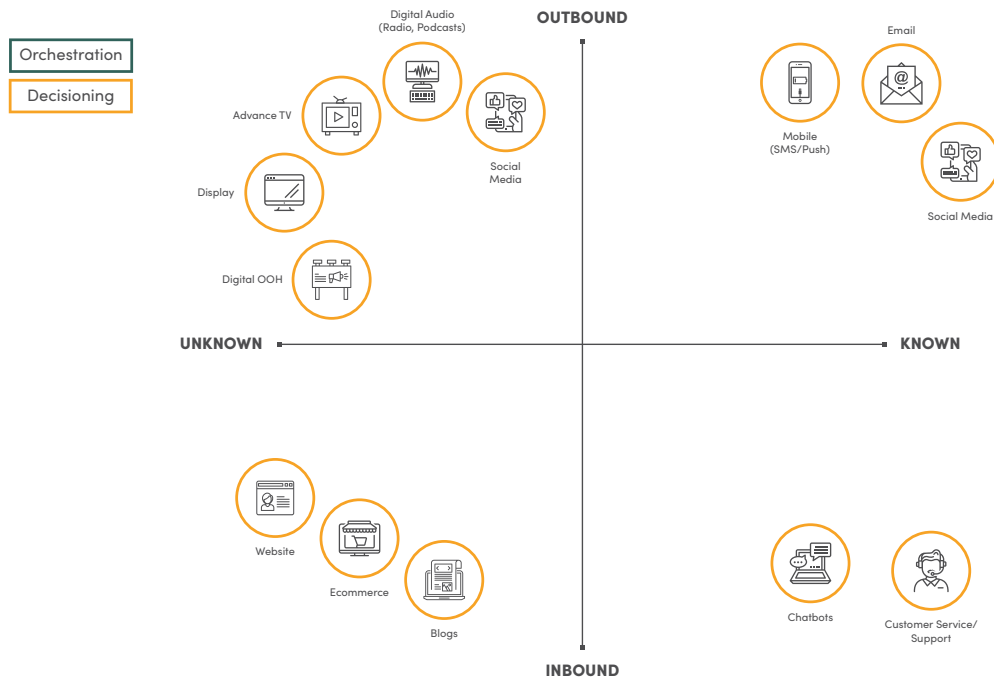 Digital Audio
(Radio, Podcasts)
OUTBOUND
Email
Orchestration
Decisioning
Advance TV
Mobile
(SMS/Push)
Social
Media
Display
Social Media
Digital OOH
UNKNOWN
KNOWN
Website
Ecommerce
Blogs
Chatbots
Customer Service/
Support
INBOUND